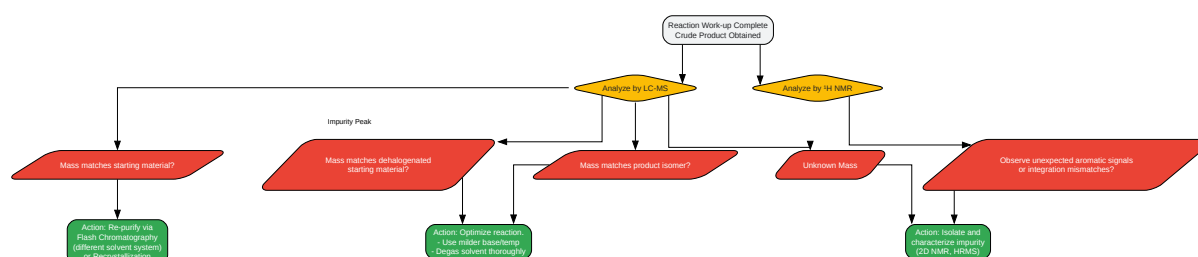 Reaction Work-up Complete
Crude Product Obtained
Analyze by LC-MS
Analyze by ¹H NMR
Impurity Peak
Mass matches starting material?
Mass matches dehalogenated
starting material?
Mass matches product isomer?
Unknown Mass
Observe unexpected aromatic signals
or integration mismatches?
Action: Re-purify via
Flash Chromatography
(different solvent system)
or Recrystallization
Action: Optimize reaction.
- Use milder base/temp
- Degas solvent thoroughly
Action: Isolate and
characterize impurity
(2D NMR, HRMS)